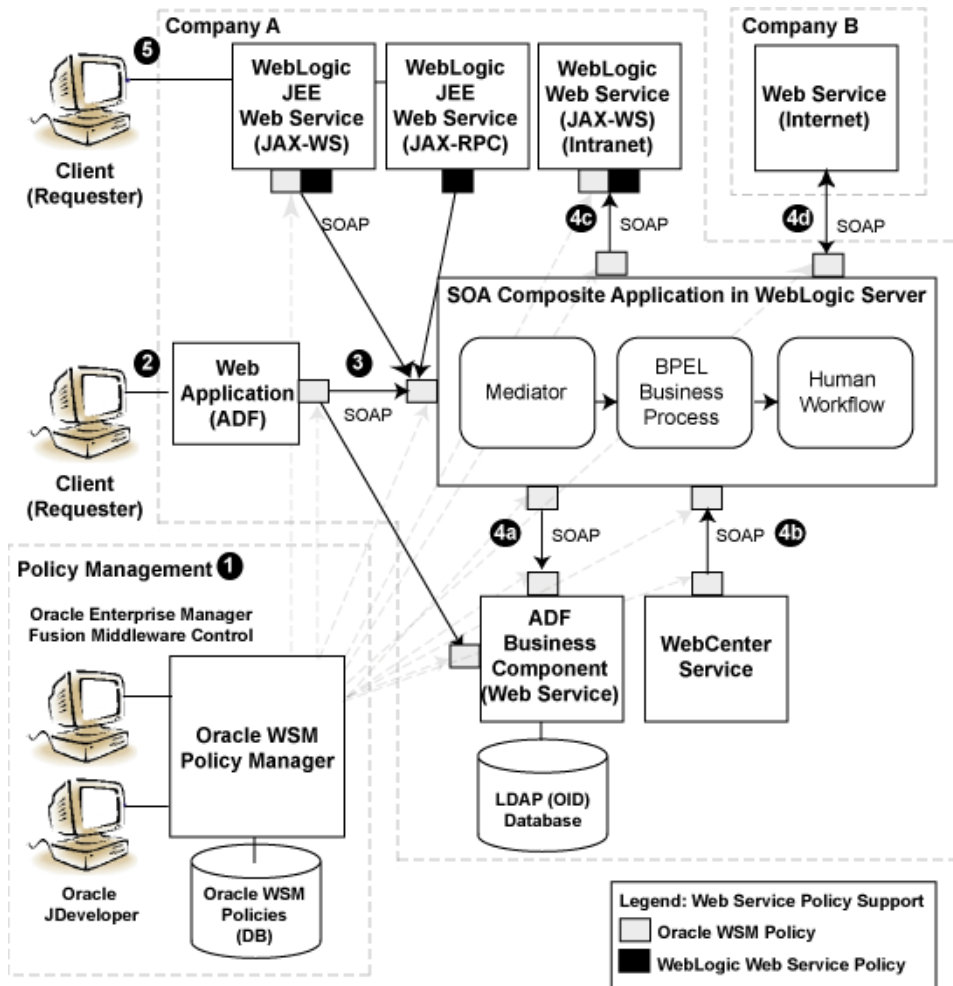 Company A
Company B
5
WebLogic
JEE
Web Service
(JAX-WS)
WebLogic
JEE
Web Service
(JAX-RPC)
WebLogic
Web Service
(JAX-WS)
(Intranet)
Web Service
(Internet)
Client
(Requester)
SOAP
4c
SOAP
4d
SOAP
SOA Composite Application in WebLogic Server
2
Web
Application
(ADF)
3
SOAP
Mediator
BPEL
Business
Process
Human
Workflow
Client
(Requester)
4a
SOAP
SOAP
4b
Policy Management 1
Oracle Enterprise Manager
Fusion Middleware Control
Oracle WSM
Policy Manager
ADF
Business
Component
(Web Service)
WebCenter
Service
LDAP (OID)
Database
Oracle
JDeveloper
Oracle WSM
Policies
(DB)
Legend: Web Service Policy Support
Oracle WSM Policy
WebLogic Web Service Policy